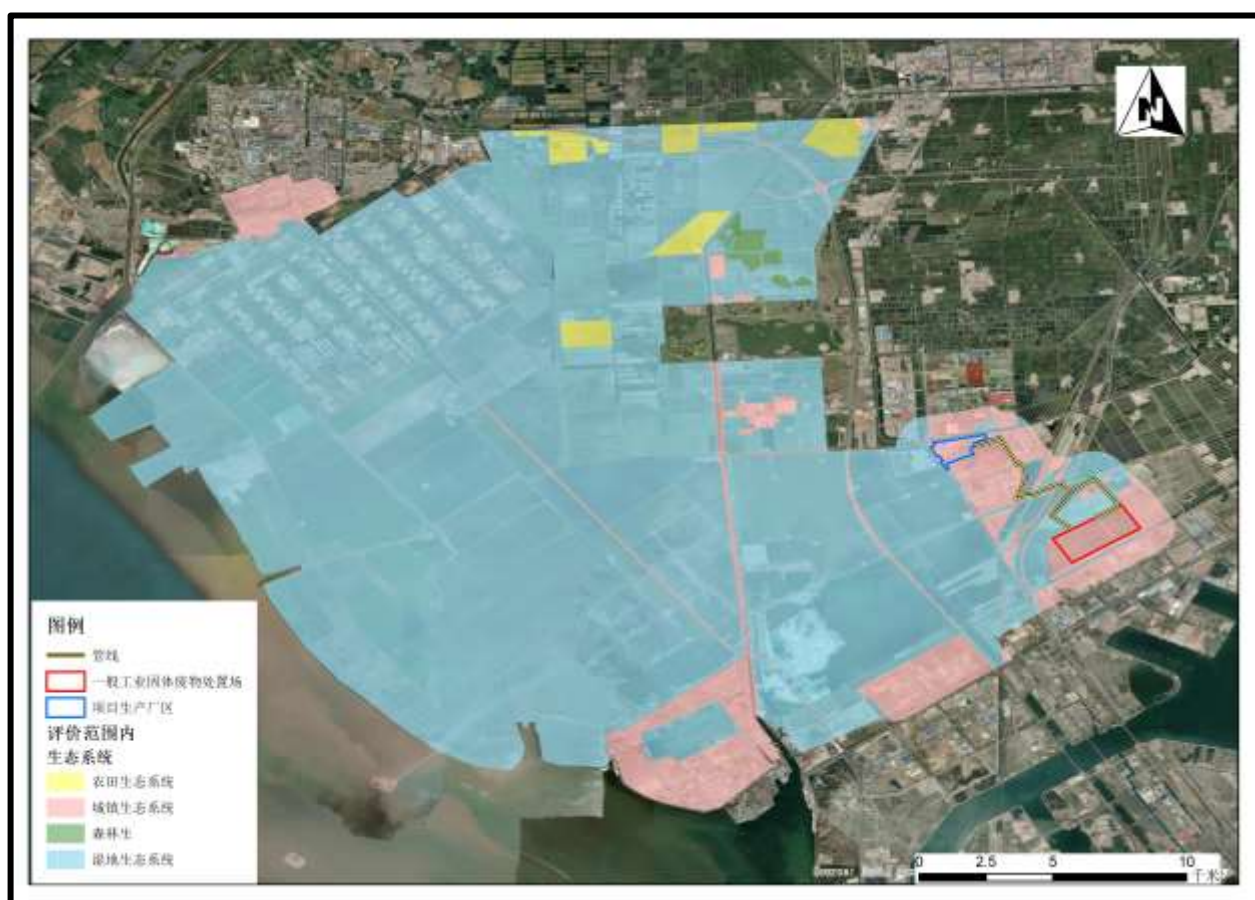 N
图例
管线
一般工业固体废物处置场
项目生产厂区
评价范围内
生态系统
农田生态系统
城镇生态系统
森林生
湿地生态系统
0 2.5 5 10
千米